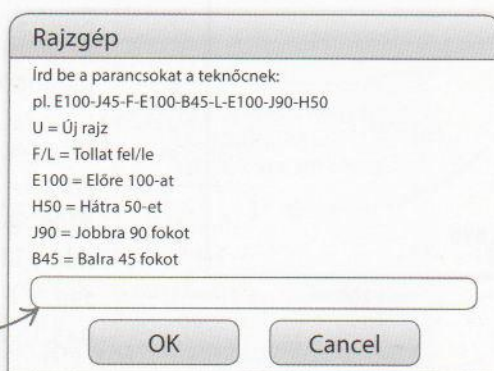 Rajzgép
Írd be a parancsokat a teknőcnek:
pl. E100-J45-F-E100-B45-L-E100-J90-H50
U = Új rajz
F/L = Tollat fel/le
E100 = Előre 100-at
H50 = Hátra 50-et
J90 = Jobbra 90 fokot
B45 = Balra 45 fokot
OK Cancel